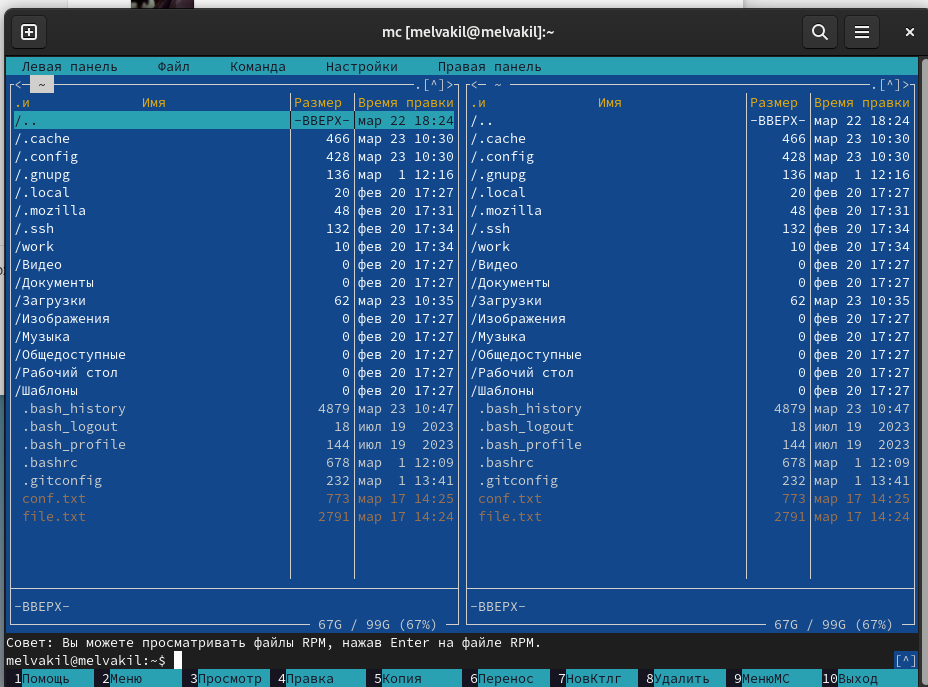 mc [melvakil@melvakil]:~
Левая панель Файл Команда Настройки Правая панель
<— ~ .[^]> <— ~ .[^]>
.и Имя Размер Время правки .и Имя Размер Время правки
/.. -ВВЕРХ- мар 22 18:24 /.. -ВВЕРХ- мар 22 18:24
/.cache 466 мар 23 10:30 /.cache 466 мар 23 10:30
/.config 428 мар 23 10:30 /.config 428 мар 23 10:30
/.gnupg 136 мар 1 12:16 /.gnupg 136 мар 1 12:16
/.local 20 фев 20 17:27 /.local 20 фев 20 17:27
/.mozilla 48 фев 20 17:31 /.mozilla 48 фев 20 17:31
/.ssh 132 фев 20 17:34 /.ssh 132 фев 20 17:34
/work 10 фев 20 17:34 /work 10 фев 20 17:34
/Видео 0 фев 20 17:27 /Видео 0 фев 20 17:27
/Документы 0 фев 20 17:27 /Документы 0 фев 20 17:27
/Загрузки 62 мар 23 10:35 /Загрузки 62 мар 23 10:35
/Изображения 0 фев 20 17:27 /Изображения 0 фев 20 17:27
/Музыка 0 фев 20 17:27 /Музыка 0 фев 20 17:27
/Общедоступные 0 фев 20 17:27 /Общедоступные 0 фев 20 17:27
/Рабочий стол 0 фев 20 17:27 /Рабочий стол 0 фев 20 17:27
/Шаблоны 0 фев 20 17:27 /Шаблоны 0 фев 20 17:27
.bash_history 4879 мар 23 10:47 .bash_history 4879 мар 23 10:47
.bash_logout 18 июл 19 2023 .bash_logout 18 июл 19 2023
.bash_profile 144 июл 19 2023 .bash_profile 144 июл 19 2023
.bashrc 678 мар 1 12:09 .bashrc 678 мар 1 12:09
.gitconfig 232 мар 1 13:41 .gitconfig 232 мар 1 13:41
conf.txt 773 мар 17 14:25 conf.txt 773 мар 17 14:25
file.txt 2791 мар 17 14:24 file.txt 2791 мар 17 14:24
-ВВЕРХ- -ВВЕРХ-
67G / 99G (67%) 67G / 99G (67%)
Совет: Вы можете просматривать файлы RPM, нажав Enter на файле RPM.
melvakil@melvakil:~$ [^]
1Помощь 2Меню 3Просмотр 4Правка 5Копия 6Перенос 7НовКтлг 8Удалить 9МенюMC 10Выход